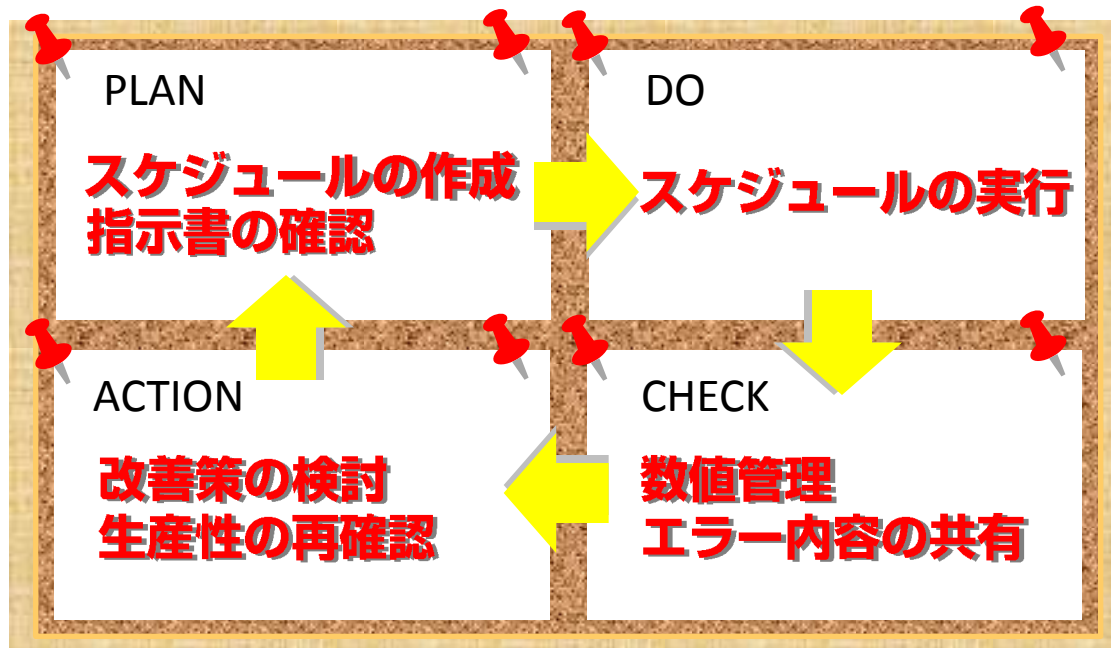 PLAN
スケジュールの作成
指示書の確認
DO
スケジュールの実行
ACTION
改善策の検討
生産性の再確認
CHECK
数値管理
エラー内容の共有